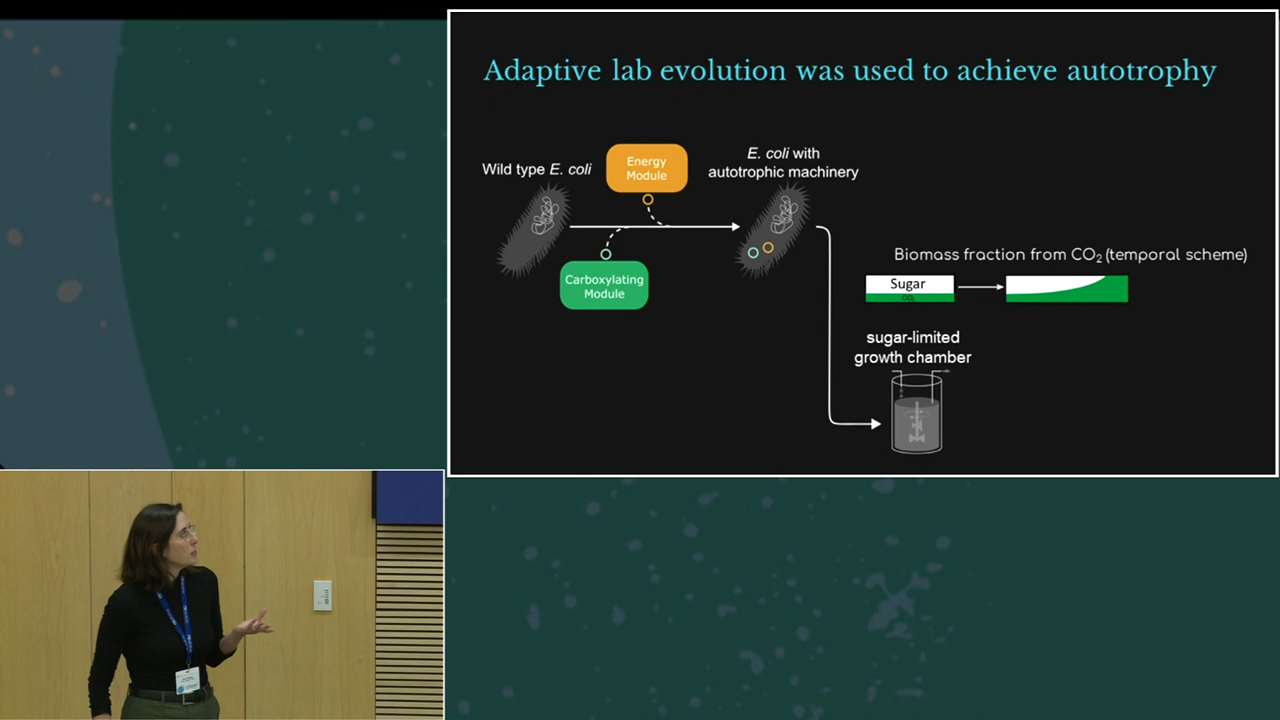 Adaptive lab evolution was used to achieve autotrophy
Wild type E. coli
Energy
Module
E. coli with
autotrophic machinery
Carboxylating
Module
Biomass fraction from CO₂ (temporal scheme)
Sugar
CO₂
sugar-limited
growth chamber